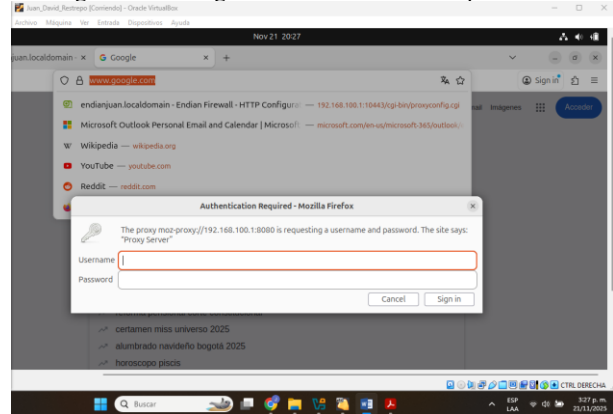 Juan_David_Restrepo [Corriendo] - Oracle VirtualBox
Archivo Máquina Ver Entrada Dispositivos Ayuda
Nov 21 20:27
juan.localdomain - × G Google × +
www.google.com
Sign in
endianjuan.localdomain - Endian Firewall - HTTP Configura — 192.168.100.1:10443/cgi-bin/proxyconfig.cgi
Imágenes
Acceder
Microsoft Outlook Personal Email and Calendar | Microsoft — microsoft.com/en-us/microsoft-365/outlook/
Wikipedia — wikipedia.org
YouTube — youtube.com
Reddit — reddit.com
Authentication Required - Mozilla Firefox
The proxy moz-proxy://192.168.100.1:8080 is requesting a username and password. The site says:
"Proxy Server"
Username
Password
Cancel Sign in
certamen miss universo 2025
alumbrado navideño bogotá 2025
horoscopo piscis
CTRL DERECHA
Buscar
ESP
LAA
3:27 p. m.
21/11/2025